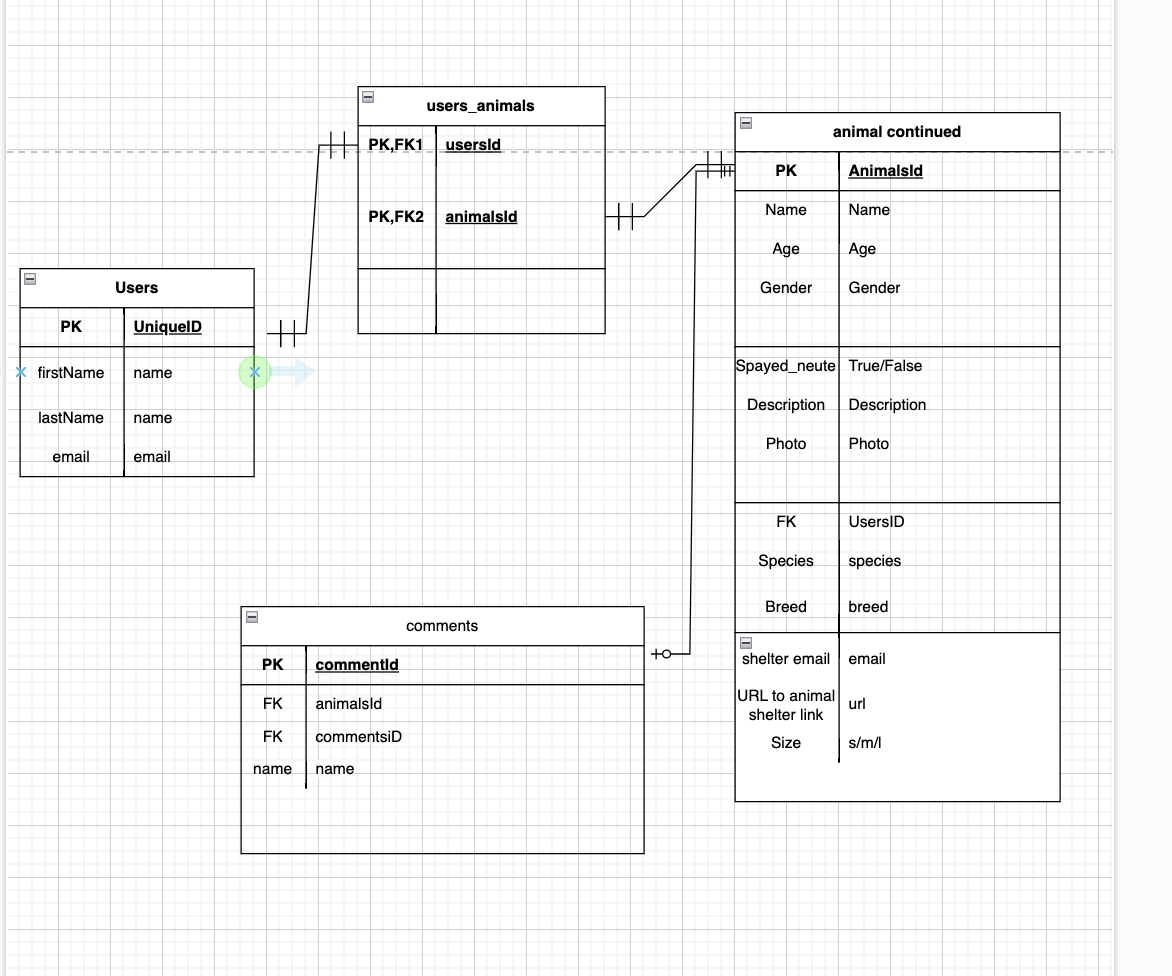 users_animals
PK,FK1 usersId
PK,FK2 animalsId
animal continued
PK AnimalsId
Name Name
Age Age
Gender Gender
Spayed_neute True/False
Description Description
Photo Photo
FK UsersID
Species species
Breed breed
shelter email email
URL to animal
shelter link url
Size s/m/l
Users
PK UniqueID
firstName name
lastName name
email email
comments
PK commentId
FK animalsId
FK commentsiD
name name